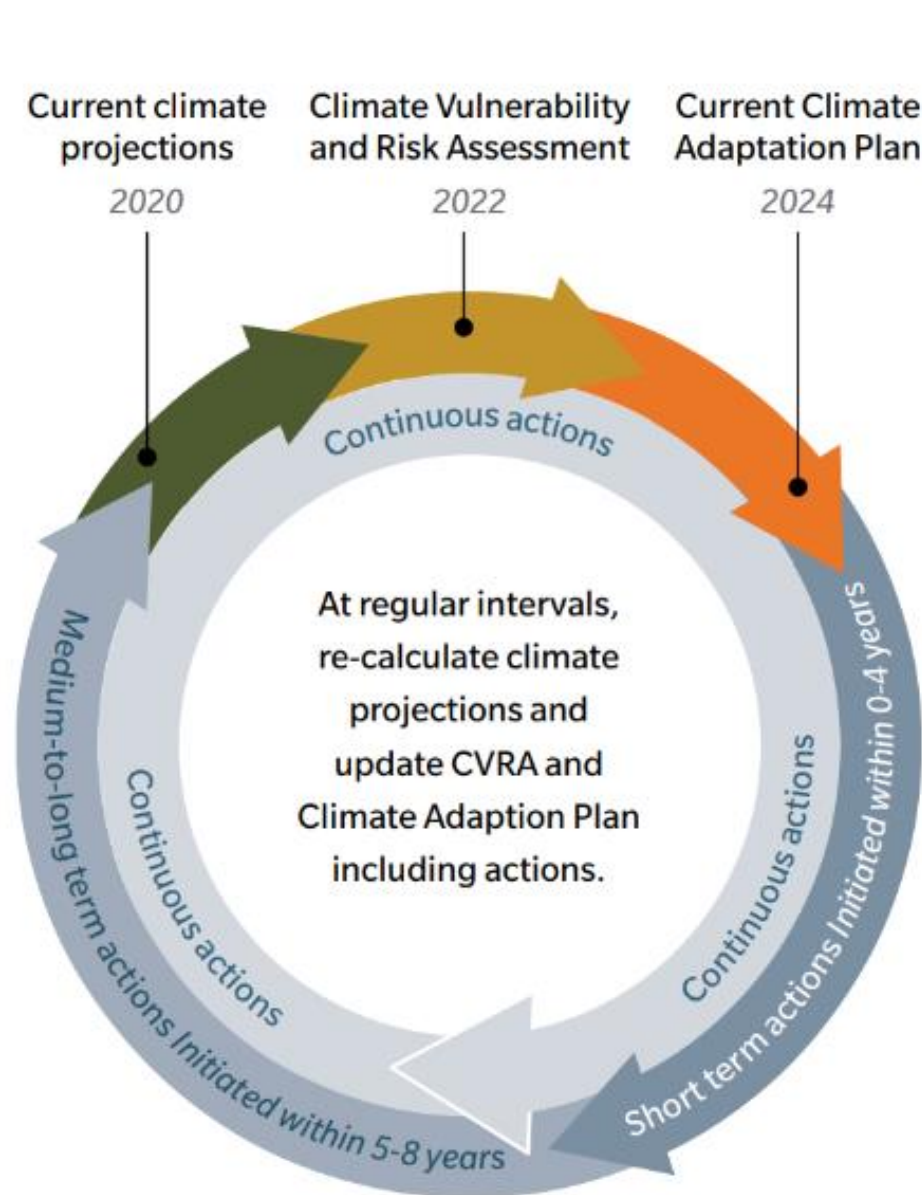 Current climate
projections
2020
Climate Vulnerability
and Risk Assessment
2022
Current Climate
Adaptation Plan
2024
Continuous actions
Short term actions Initiated within 0-4 years
Continuous actions
Medium-to-long term actions Initiated within 5-8 years
Continuous actions
At regular intervals,
re-calculate climate
projections and
update CVRA and
Climate Adaption Plan
including actions.